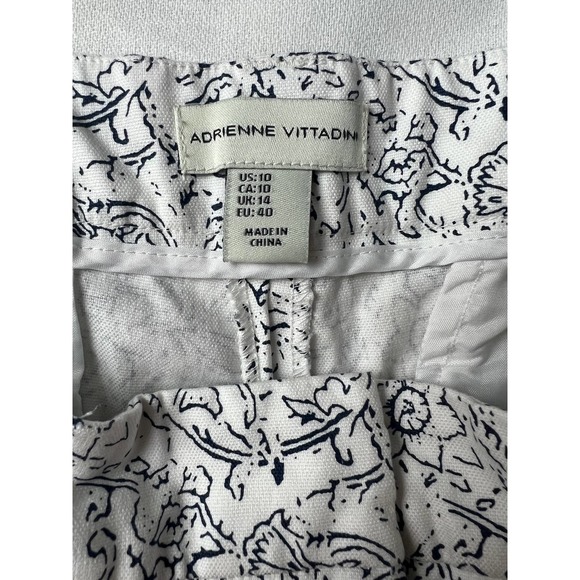 ADRIENNE VITTADINI
US:10
CA:10
UK:14
EU:40
MADE IN
CHINA